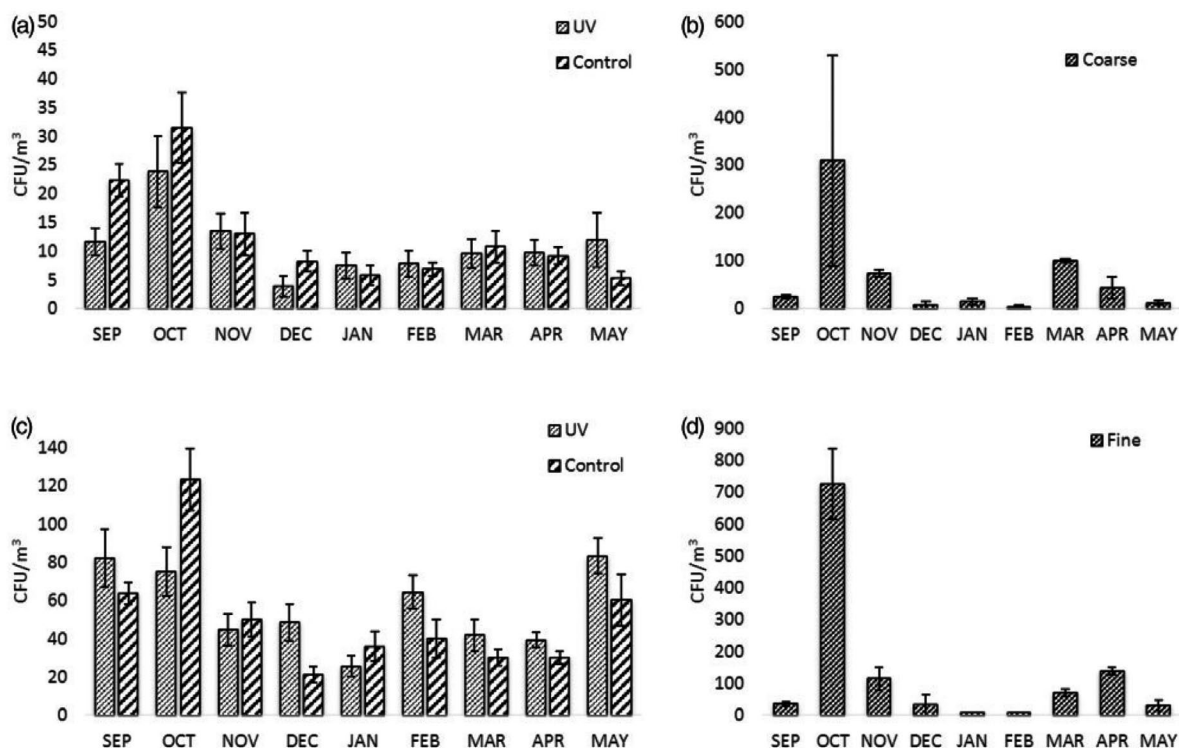 (a)
50
45
40
35
30
25
20
15
10
5
0
CFU/m³
UV
Control
SEP OCT NOV DEC JAN FEB MAR APR MAY
(b)
600
500
400
300
200
100
0
CFU/m³
Coarse
SEP OCT NOV DEC JAN FEB MAR APR MAY
(c)
140
120
100
80
60
40
20
0
CFU/m³
UV
Control
SEP OCT NOV DEC JAN FEB MAR APR MAY
(d)
900
800
700
600
500
400
300
200
100
0
CFU/m³
Fine
SEP OCT NOV DEC JAN FEB MAR APR MAY